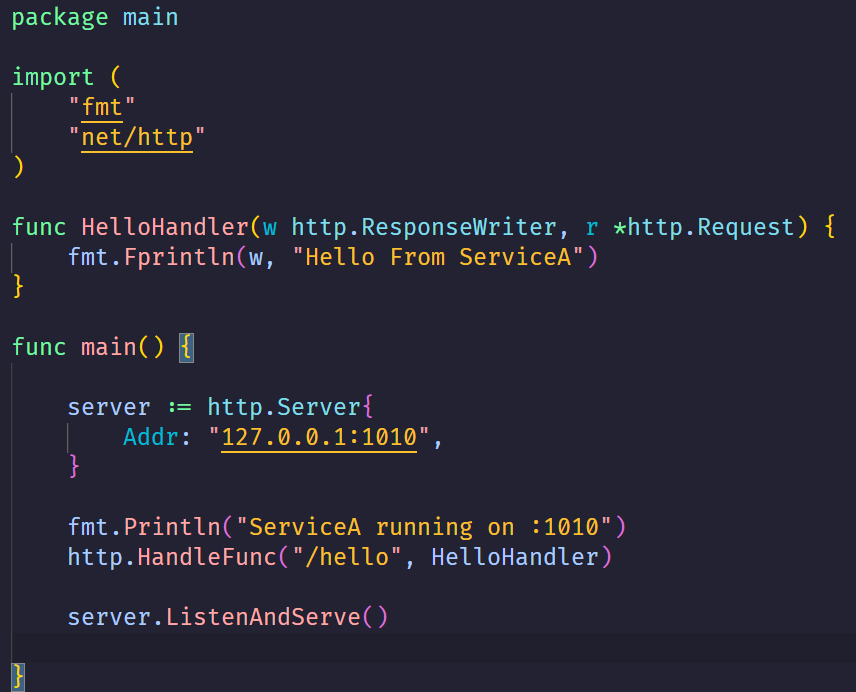 package main
import (
"fmt"
"net/http"
)
func HelloHandler(w http.ResponseWriter, r *http.Request) {
fmt.Fprintln(w, "Hello From ServiceA")
}
func main() {
server := http.Server{
Addr: "127.0.0.1:1010",
}
fmt.Println("ServiceA running on :1010")
http.HandleFunc("/hello", HelloHandler)
server.ListenAndServe()
}